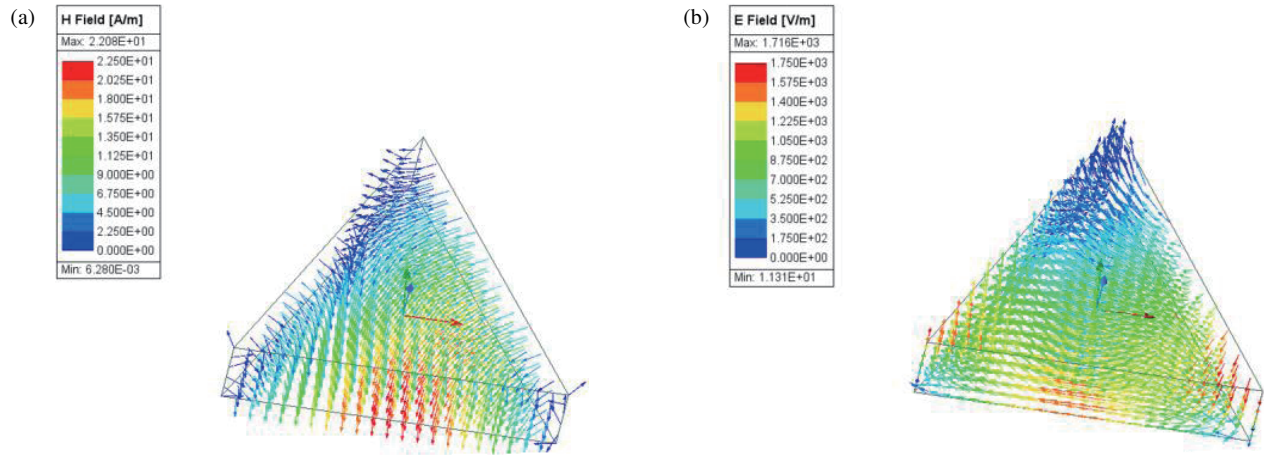 (a)
H Field [A/m]
Max: 2.208E+01
2.250E+01
2.025E+01
1.800E+01
1.575E+01
1.350E+01
1.125E+01
9.000E+00
6.750E+00
4.500E+00
2.250E+00
0.000E+00
Min: 6.280E-03
(b)
E Field [V/m]
Max: 1.716E+03
1.750E+03
1.575E+03
1.400E+03
1.225E+03
1.050E+03
8.750E+02
7.000E+02
5.250E+02
3.500E+02
1.750E+02
0.000E+00
Min: 1.131E+01